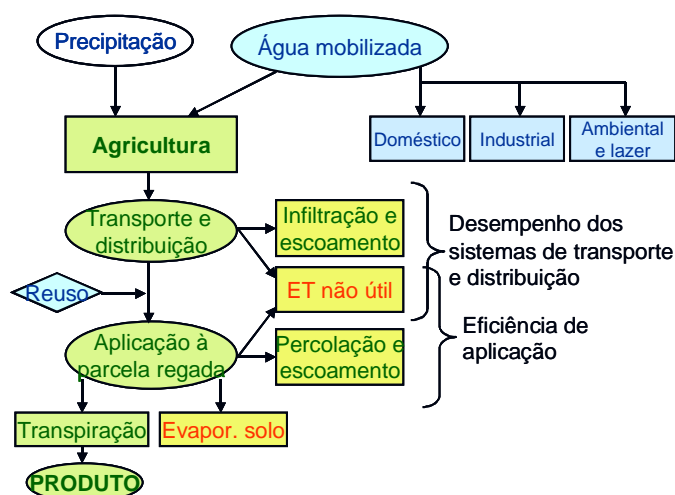 Precipitação
Água mobilizada
Agricultura
Doméstico
Industrial
Ambiental
e lazer
Transporte e
distribuição
Infiltração e
escoamento
Desempenho dos
sistemas de transporte
e distribuição
Reuso
ET não útil
Aplicação à
parcela regada
Percolação e
escoamento
Eficiência de
aplicação
Transpiração
Evapor. solo
PRODUTO